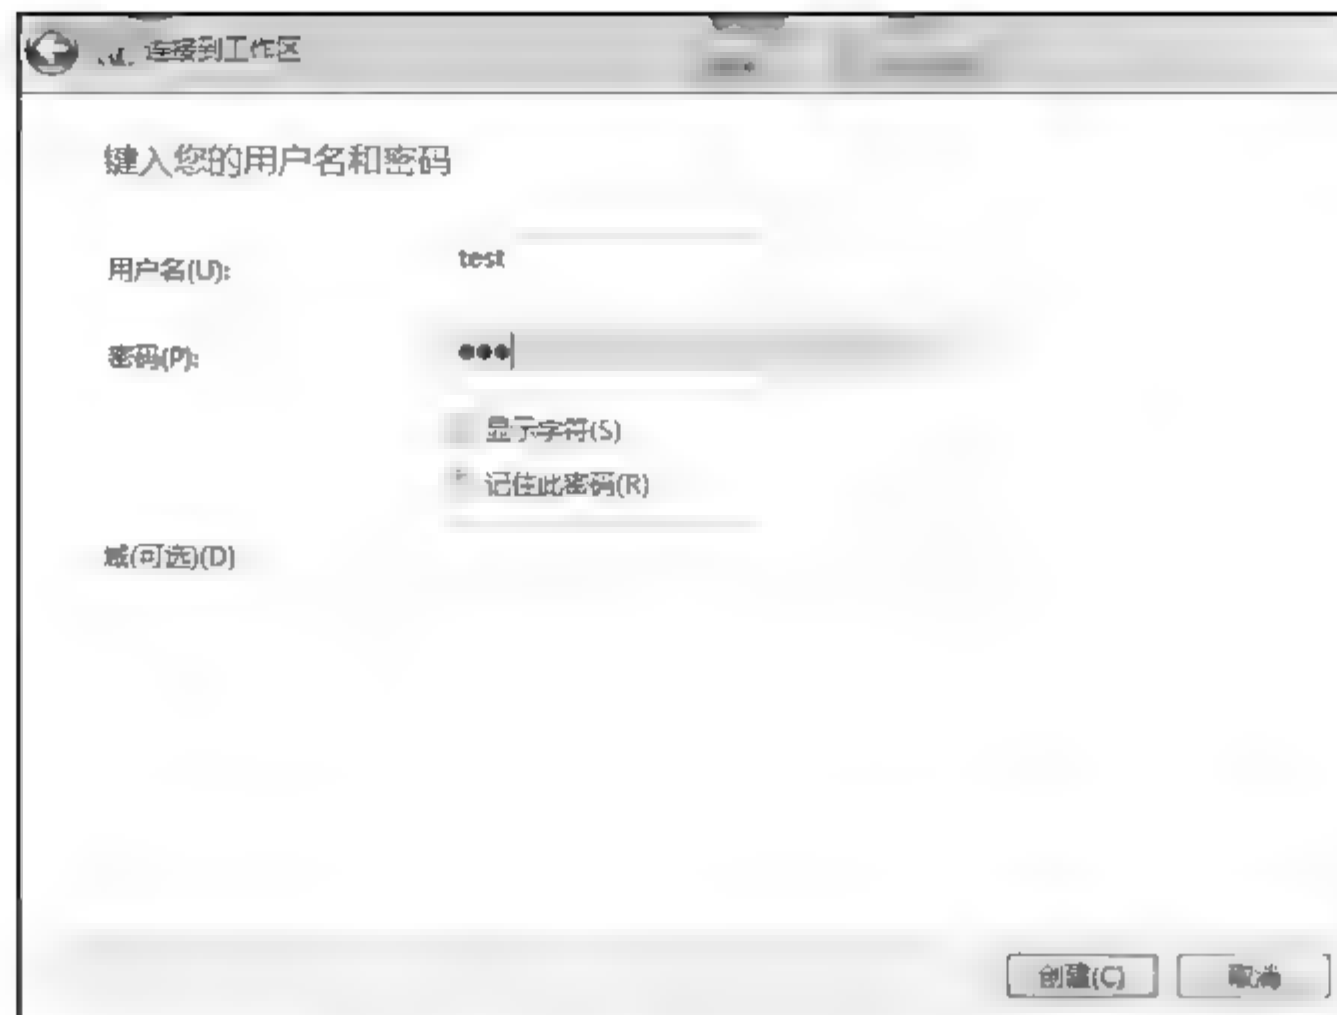 连接到工作区
键入您的用户名和密码
用户名(U): test
密码(P): ●●●
显示字符(S)
记住此密码(R)
域(可选)(D)
创建(C) 取消